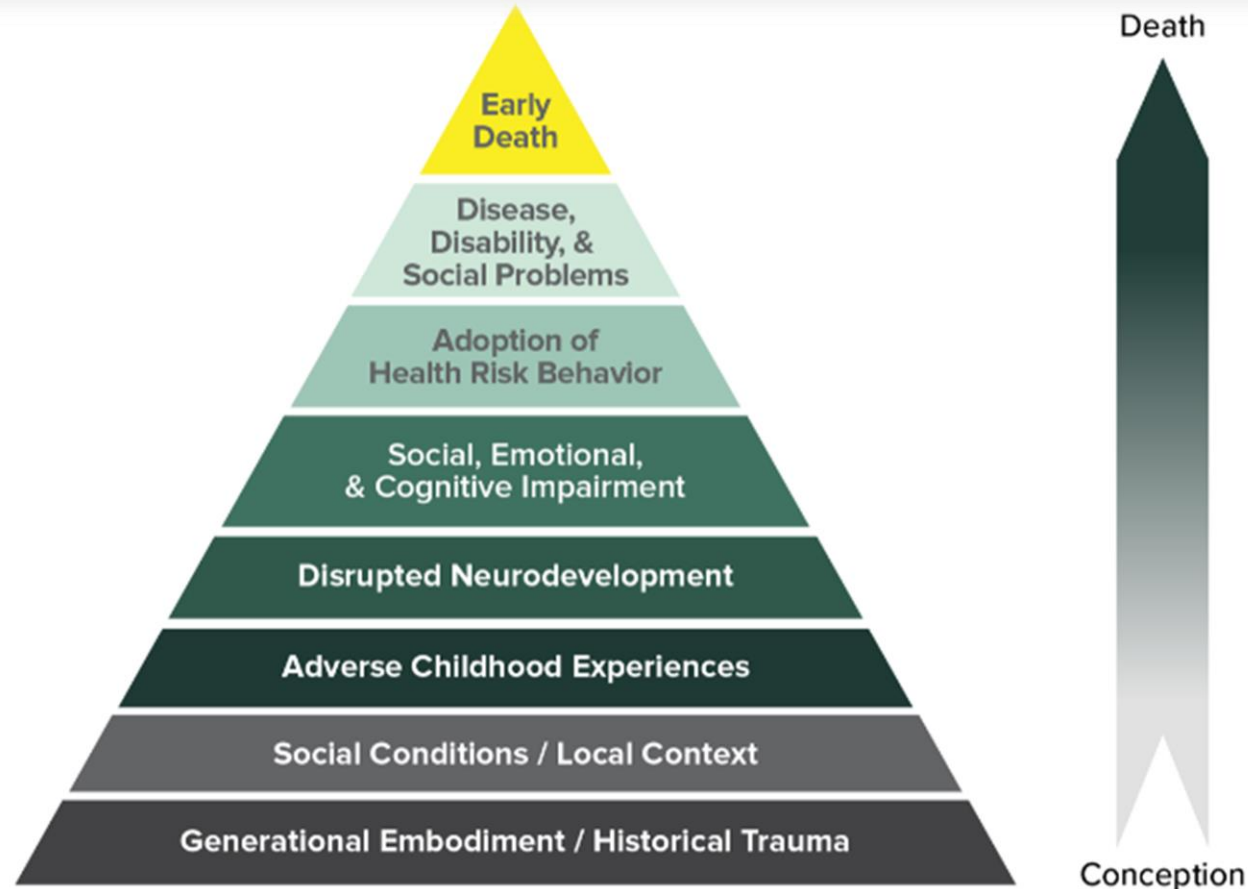 Death
Early
Death
Disease,
Disability, &
Social Problems
Adoption of
Health Risk Behavior
Social, Emotional,
& Cognitive Impairment
Disrupted Neurodevelopment
Adverse Childhood Experiences
Social Conditions / Local Context
Generational Embodiment / Historical Trauma
Conception